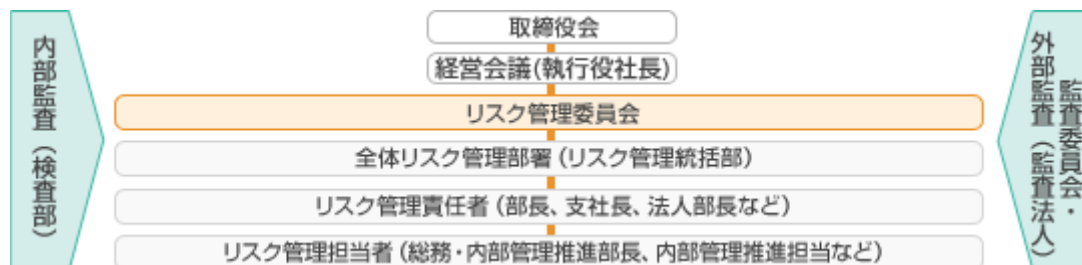 内部監査（検査部）
取締役会
経営会議(執行役社長)
リスク管理委員会
全体リスク管理部署（リスク管理統括部）
リスク管理責任者（部長、支社長、法人部長など）
リスク管理担当者（総務・内部管理推進部長、内部管理推進担当など）
監査委員会・
外部監査（監査法人）